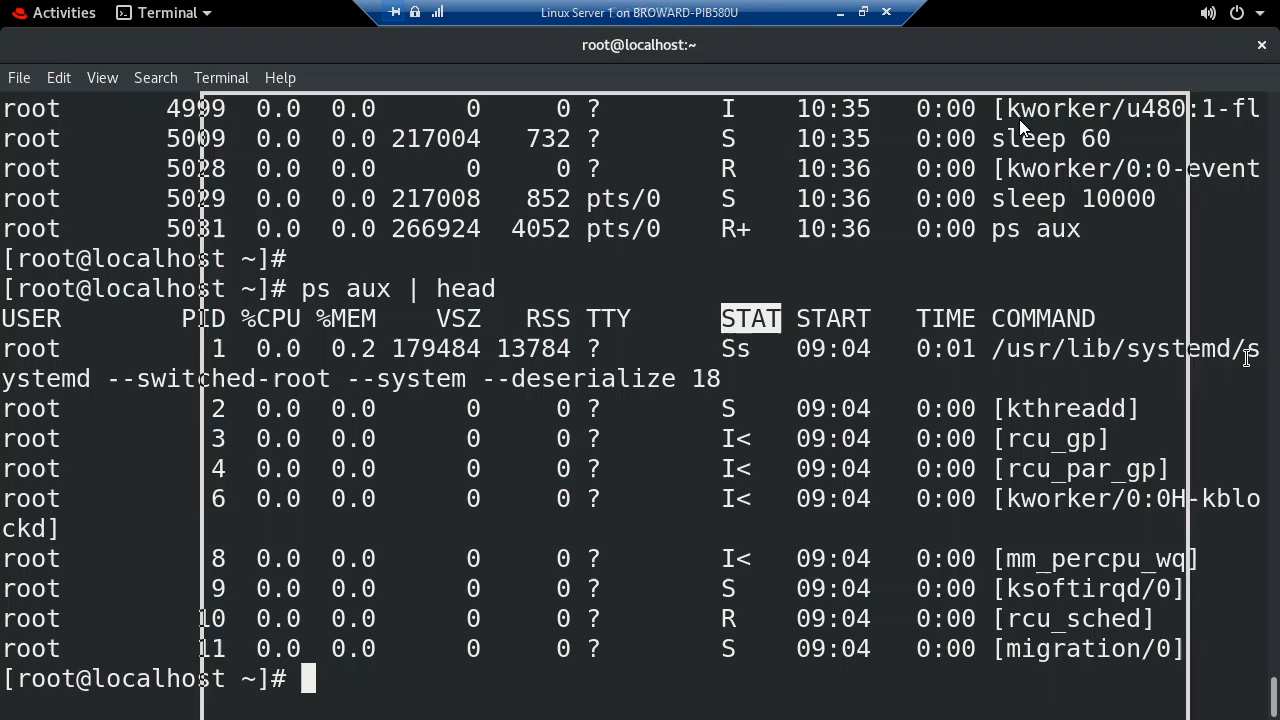 Activities Terminal Linux Server 1 on BROWARD-PIB580U
root@localhost:~
File Edit View Search Terminal Help
root 4999 0.0 0.0 0 0 ? I 10:35 0:00 [kworker/u480:1-fl
root 5009 0.0 0.0 217004 732 ? S 10:35 0:00 sleep 60
root 5028 0.0 0.0 0 0 ? R 10:36 0:00 [kworker/0:0-event
root 5029 0.0 0.0 217008 852 pts/0 S 10:36 0:00 sleep 10000
root 5031 0.0 0.0 266924 4052 pts/0 R+ 10:36 0:00 ps aux
[root@localhost ~]#
[root@localhost ~]# ps aux | head
USER PID %CPU %MEM VSZ RSS TTY STAT START TIME COMMAND
root 1 0.0 0.2 179484 13784 ? Ss 09:04 0:01 /usr/lib/systemd/s
ystemd --switched-root --system --deserialize 18
root 2 0.0 0.0 0 0 ? S 09:04 0:00 [kthreadd]
root 3 0.0 0.0 0 0 ? I< 09:04 0:00 [rcu_gp]
root 4 0.0 0.0 0 0 ? I< 09:04 0:00 [rcu_par_gp]
root 6 0.0 0.0 0 0 ? I< 09:04 0:00 [kworker/0:0H-kblo
ckd]
root 8 0.0 0.0 0 0 ? I< 09:04 0:00 [mm_percpu_wq]
root 9 0.0 0.0 0 0 ? S 09:04 0:00 [ksoftirqd/0]
root 10 0.0 0.0 0 0 ? R 09:04 0:00 [rcu_sched]
root 11 0.0 0.0 0 0 ? S 09:04 0:00 [migration/0]
[root@localhost ~]#